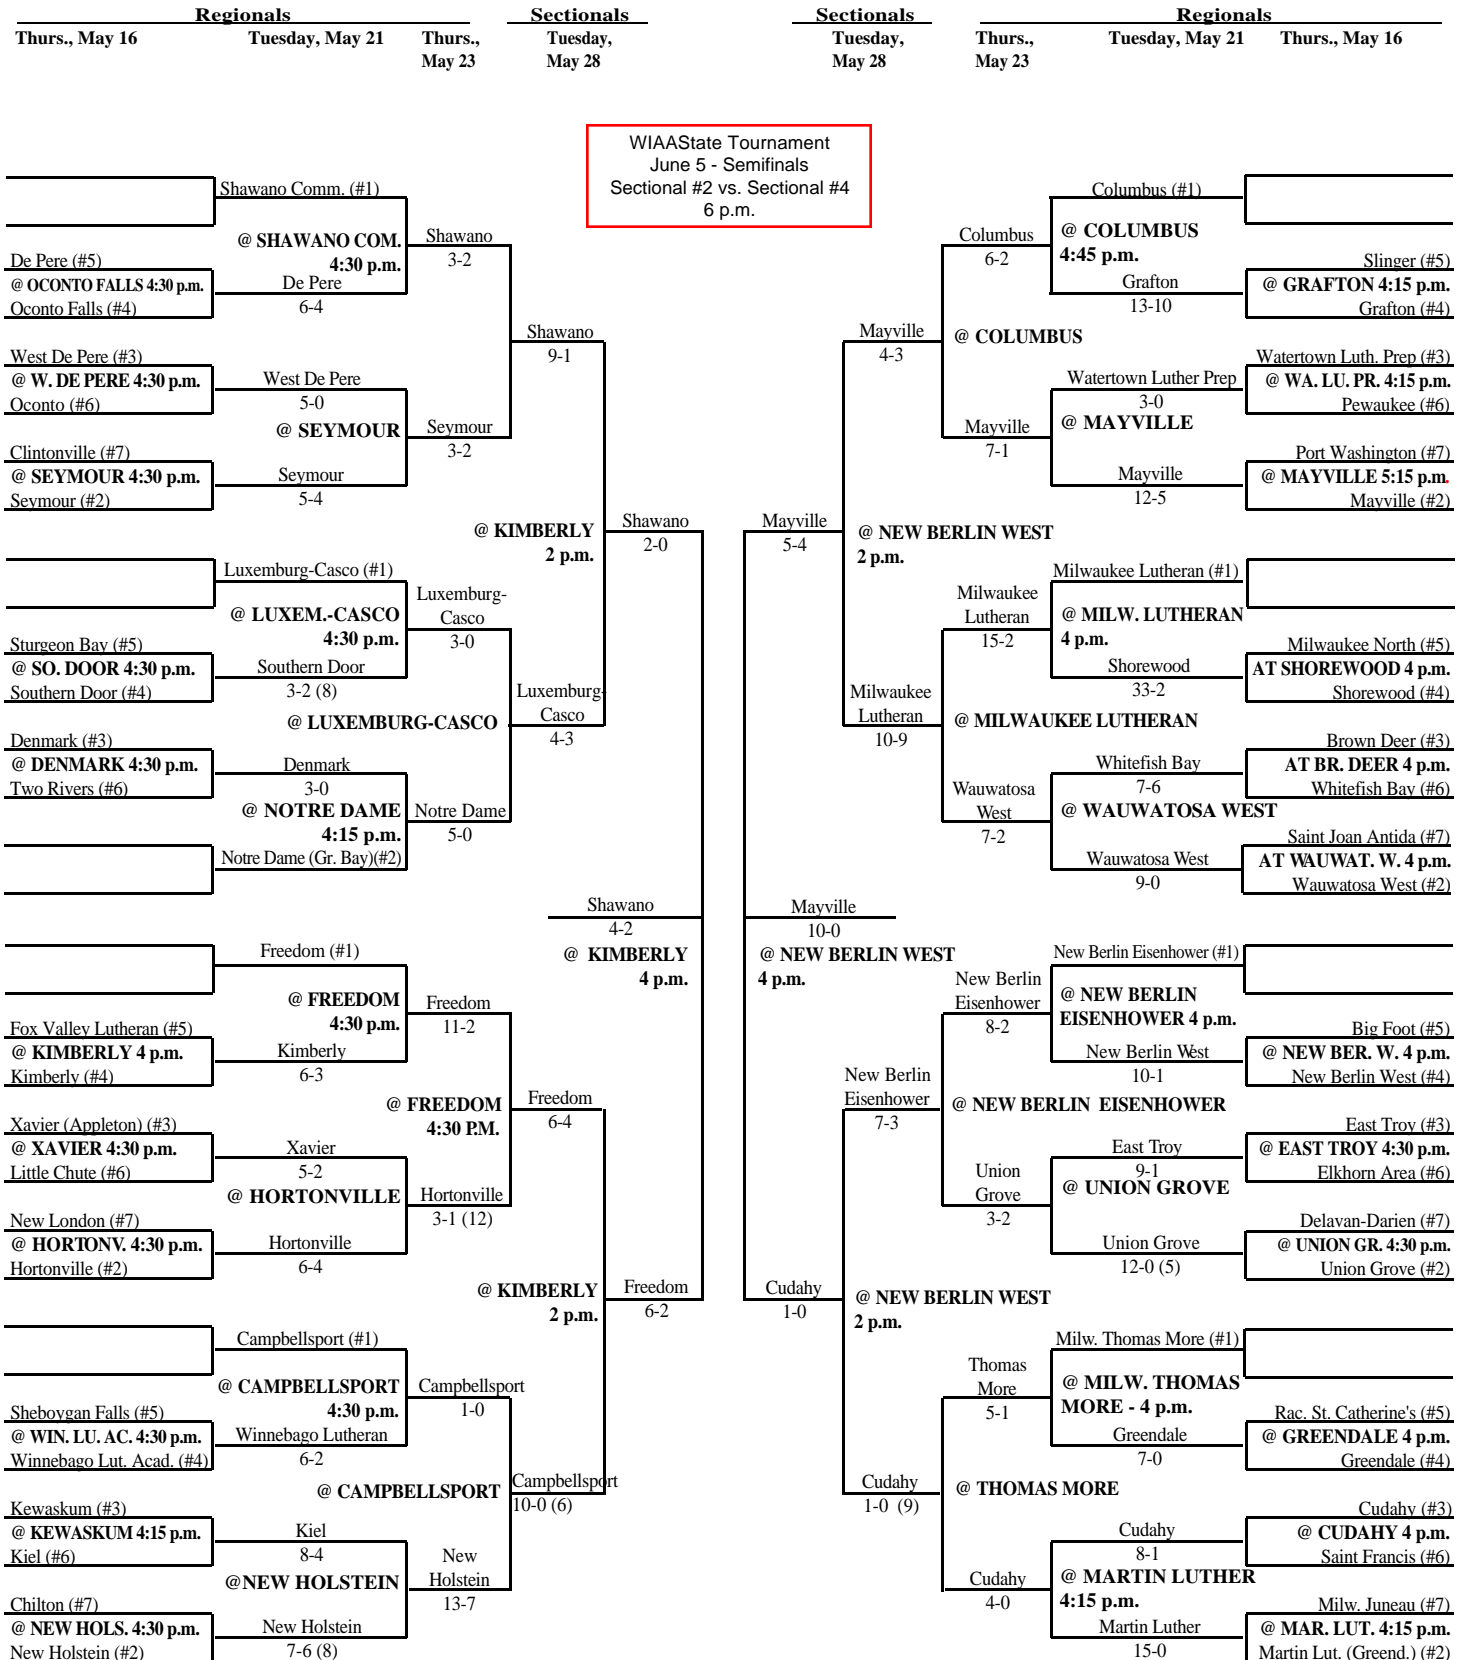 Regionals
Sectionals
Sectionals
Regionals
Thurs., May 16
Tuesday, May 21
Thurs.,
May 23
Tuesday,
May 28
Tuesday,
May 28
Thurs.,
May 23
Tuesday, May 21
Thurs., May 16
WIAAState Tournament
June 5 - Semifinals
Sectional #2 vs. Sectional #4
6 p.m.
Shawano Comm. (#1)
@ SHAWANO COM.
4:30 p.m.
De Pere (#5)
@ OCONTO FALLS 4:30 p.m.
Oconto Falls (#4)
De Pere
6-4
Shawano
3-2
West De Pere (#3)
@ W. DE PERE 4:30 p.m.
Oconto (#6)
West De Pere
5-0
@ SEYMOUR
Clintonville (#7)
@ SEYMOUR 4:30 p.m.
Seymour (#2)
Seymour
5-4
Seymour
3-2
Shawano
9-1
@ KIMBERLY
2 p.m.
Shawano
2-0
Luxemburg-Casco (#1)
@ LUXEM.-CASCO
4:30 p.m.
Sturgeon Bay (#5)
@ SO. DOOR 4:30 p.m.
Southern Door (#4)
Southern Door
3-2 (8)
Luxemburg-
Casco
3-0
@ LUXEMBURG-CASCO
Luxemburg-
Casco
4-3
Denmark (#3)
@ DENMARK 4:30 p.m.
Two Rivers (#6)
Denmark
3-0
@ NOTRE DAME
4:15 p.m.
Notre Dame (Gr. Bay)(#2)
Notre Dame
5-0
Shawano
4-2
@ KIMBERLY
4 p.m.
Freedom (#1)
@ FREEDOM
4:30 p.m.
Fox Valley Lutheran (#5)
@ KIMBERLY 4 p.m.
Kimberly (#4)
Kimberly
6-3
Freedom
11-2
@ FREEDOM
4:30 P.M.
Freedom
6-4
Xavier (Appleton) (#3)
@ XAVIER 4:30 p.m.
Little Chute (#6)
Xavier
5-2
@ HORTONVILLE
New London (#7)
@ HORTONV. 4:30 p.m.
Hortonville (#2)
Hortonville
6-4
Hortonville
3-1 (12)
@ KIMBERLY
2 p.m.
Freedom
6-2
Campbellsport (#1)
@ CAMPBELLSPORT
4:30 p.m.
Sheboygan Falls (#5)
@ WIN. LU. AC. 4:30 p.m.
Winnebago Lut. Acad. (#4)
Winnebago Lutheran
6-2
Campbellsport
1-0
@ CAMPBELLSPORT
Campbellsport
10-0 (6)
Kewaskum (#3)
@ KEWASKUM 4:15 p.m.
Kiel (#6)
Kiel
8-4
@NEW HOLSTEIN
New
Holstein
13-7
Chilton (#7)
@ NEW HOLS. 4:30 p.m.
New Holstein (#2)
New Holstein
7-6 (8)
Columbus (#1)
@ COLUMBUS
4:45 p.m.
Slinger (#5)
@ GRAFTON 4:15 p.m.
Grafton (#4)
Grafton
13-10
Columbus
6-2
@ COLUMBUS
Mayville
4-3
Watertown Luth. Prep (#3)
@ WA. LU. PR. 4:15 p.m.
Pewaukee (#6)
Watertown Luther Prep
3-0
@ MAYVILLE
Mayville
7-1
Port Washington (#7)
@ MAYVILLE 5:15 p.m.
Mayville (#2)
Mayville
12-5
Mayville
5-4
@ NEW BERLIN WEST
2 p.m.
Milwaukee Lutheran (#1)
@ MILW. LUTHERAN
4 p.m.
Milwaukee North (#5)
AT SHOREWOOD 4 p.m.
Shorewood (#4)
Shorewood
33-2
Milwaukee
Lutheran
15-2
Milwaukee
Lutheran
10-9
@ MILWAUKEE LUTHERAN
Brown Deer (#3)
AT BR. DEER 4 p.m.
Whitefish Bay (#6)
Whitefish Bay
7-6
@ WAUWATOSA WEST
Wauwatosa
West
7-2
Saint Joan Antida (#7)
AT WAUWAT. W. 4 p.m.
Wauwatosa West (#2)
Wauwatosa West
9-0
Mayville
10-0
@ NEW BERLIN WEST
4 p.m.
New Berlin Eisenhower (#1)
@ NEW BERLIN
EISENHOWER 4 p.m.
Big Foot (#5)
@ NEW BER. W. 4 p.m.
New Berlin West (#4)
New Berlin West
10-1
New Berlin
Eisenhower
8-2
New Berlin
Eisenhower
7-3
@ NEW BERLIN EISENHOWER
East Troy (#3)
@ EAST TROY 4:30 p.m.
Elkhorn Area (#6)
East Troy
9-1
@ UNION GROVE
Union
Grove
3-2
Delavan-Darien (#7)
@ UNION GR. 4:30 p.m.
Union Grove (#2)
Union Grove
12-0 (5)
Cudahy
1-0
@ NEW BERLIN WEST
2 p.m.
Milw. Thomas More (#1)
@ MILW. THOMAS
MORE - 4 p.m.
Rac. St. Catherine's (#5)
@ GREENDALE 4 p.m.
Greendale (#4)
Greendale
7-0
Thomas
More
5-1
@ THOMAS MORE
Cudahy
1-0 (9)
Cudahy (#3)
@ CUDAHY 4 p.m.
Saint Francis (#6)
Cudahy
8-1
@ MARTIN LUTHER
4:15 p.m.
Cudahy
4-0
Milw. Juneau (#7)
@ MAR. LUT. 4:15 p.m.
Martin Lut. (Greend.) (#2)
Martin Luther
15-0